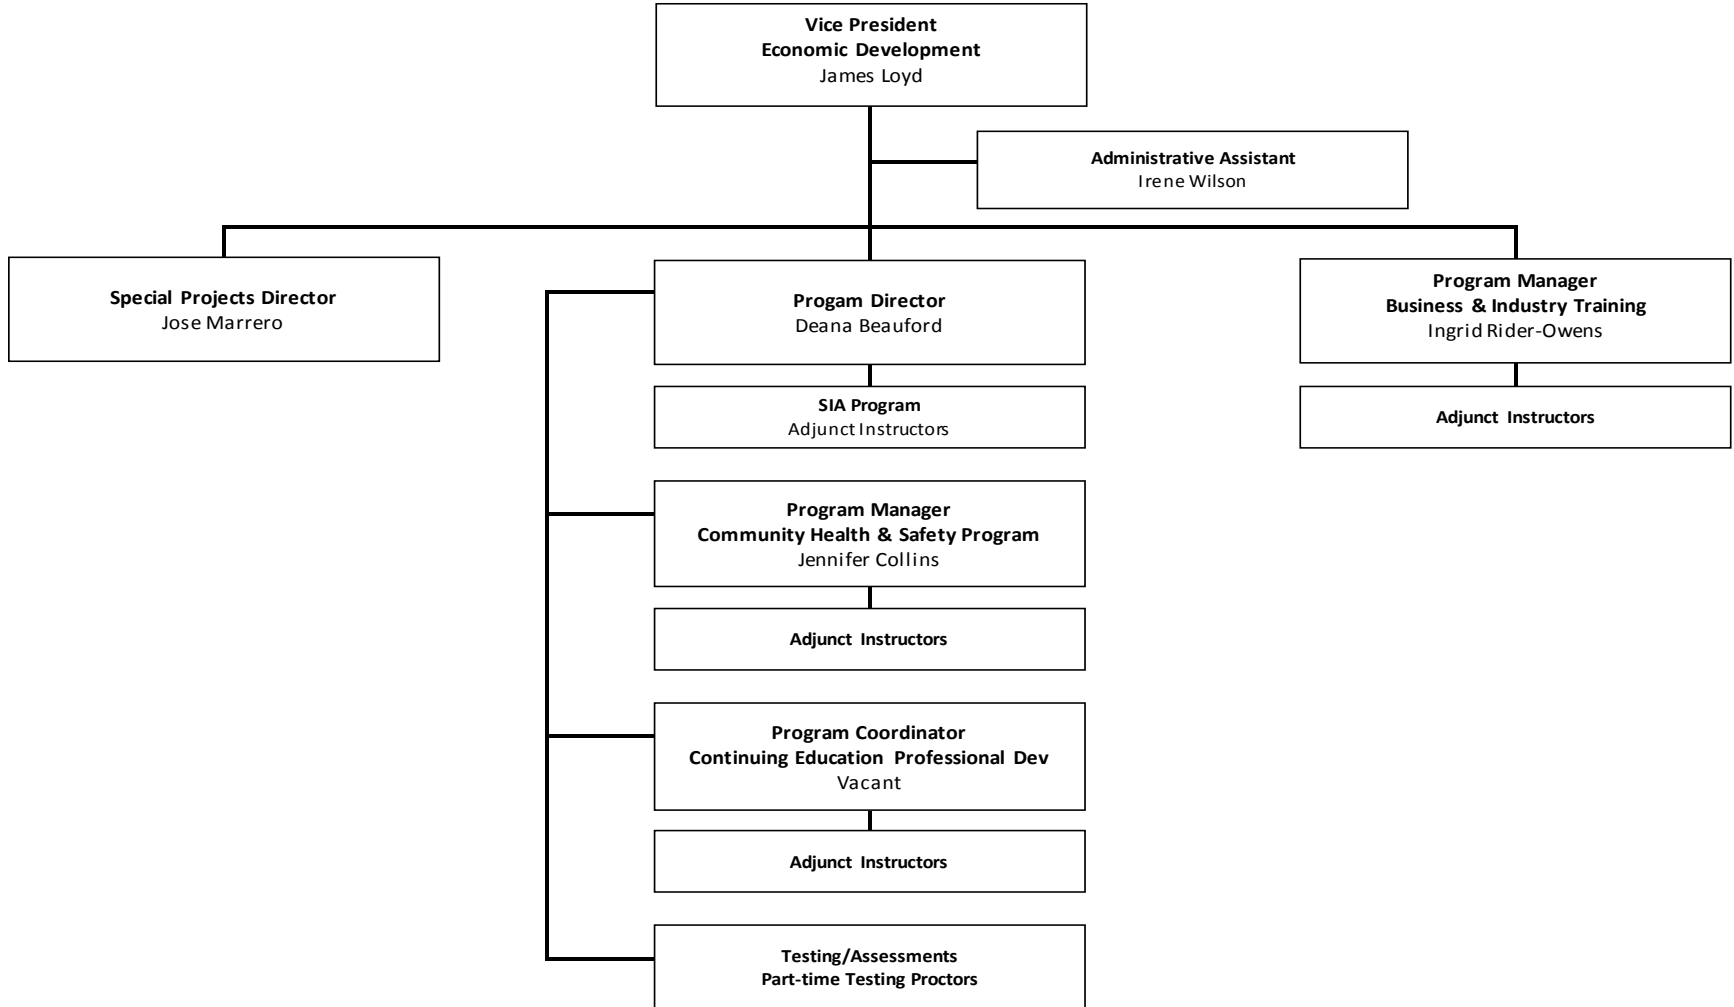 Vice President
Economic Development
James Loyd
Administrative Assistant
Irene Wilson
Special Projects Director
Jose Marrero
Progam Director
Deana Beauford
Program Manager
Business & Industry Training
Ingrid Rider-Owens
SIA Program
Adjunct Instructors
Adjunct Instructors
Program Manager
Community Health & Safety Program
Jennifer Collins
Adjunct Instructors
Program Coordinator
Continuing Education Professional Dev
Vacant
Adjunct Instructors
Testing/Assessments
Part-time Testing Proctors